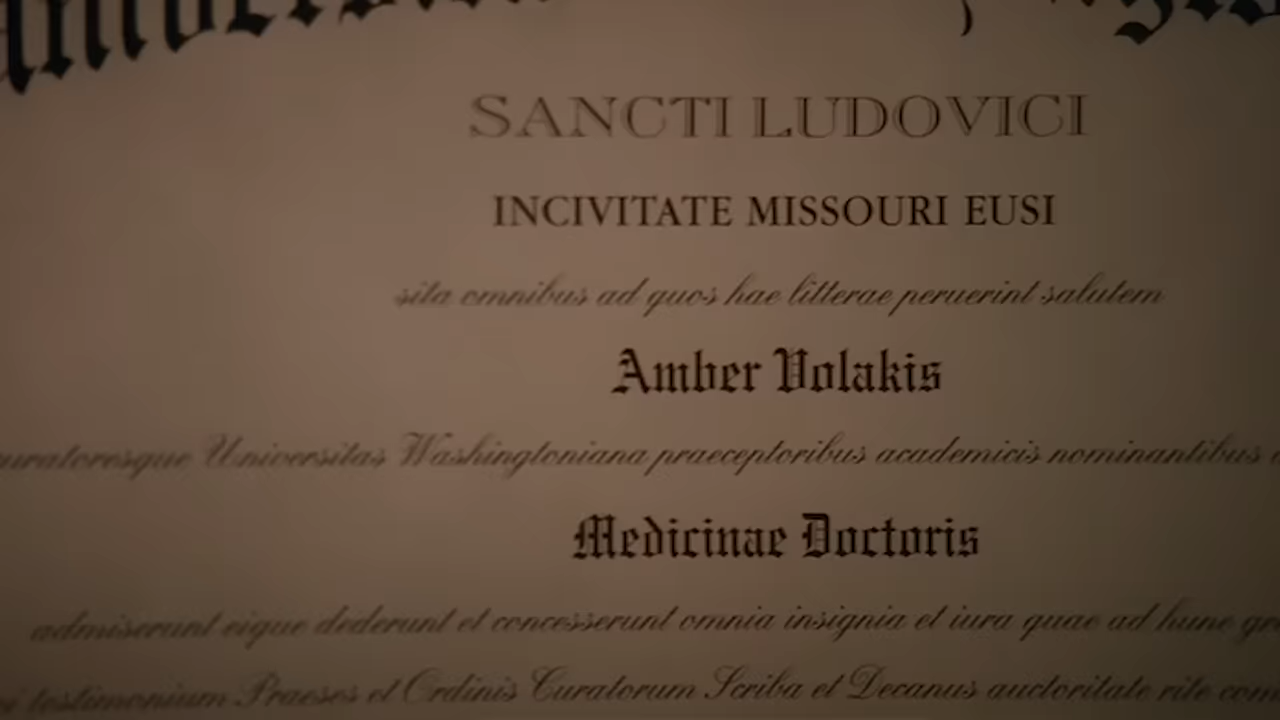 SANCTI LUDOVICI
INCIVITATE MISSOURI EUSI
sita omnibus ad quos hae litterae peruerint salutem
Amber Volakis
Universitas Washingtoniana praeceptoribus academicis nominantibus
Medicinae Doctoris
admiserunt eique dederunt et concesserunt omnia insignia et iura quae ad hunc
testimonium Praeses et Ordinis Curatorum Scriba et Decanus auctoritate rite